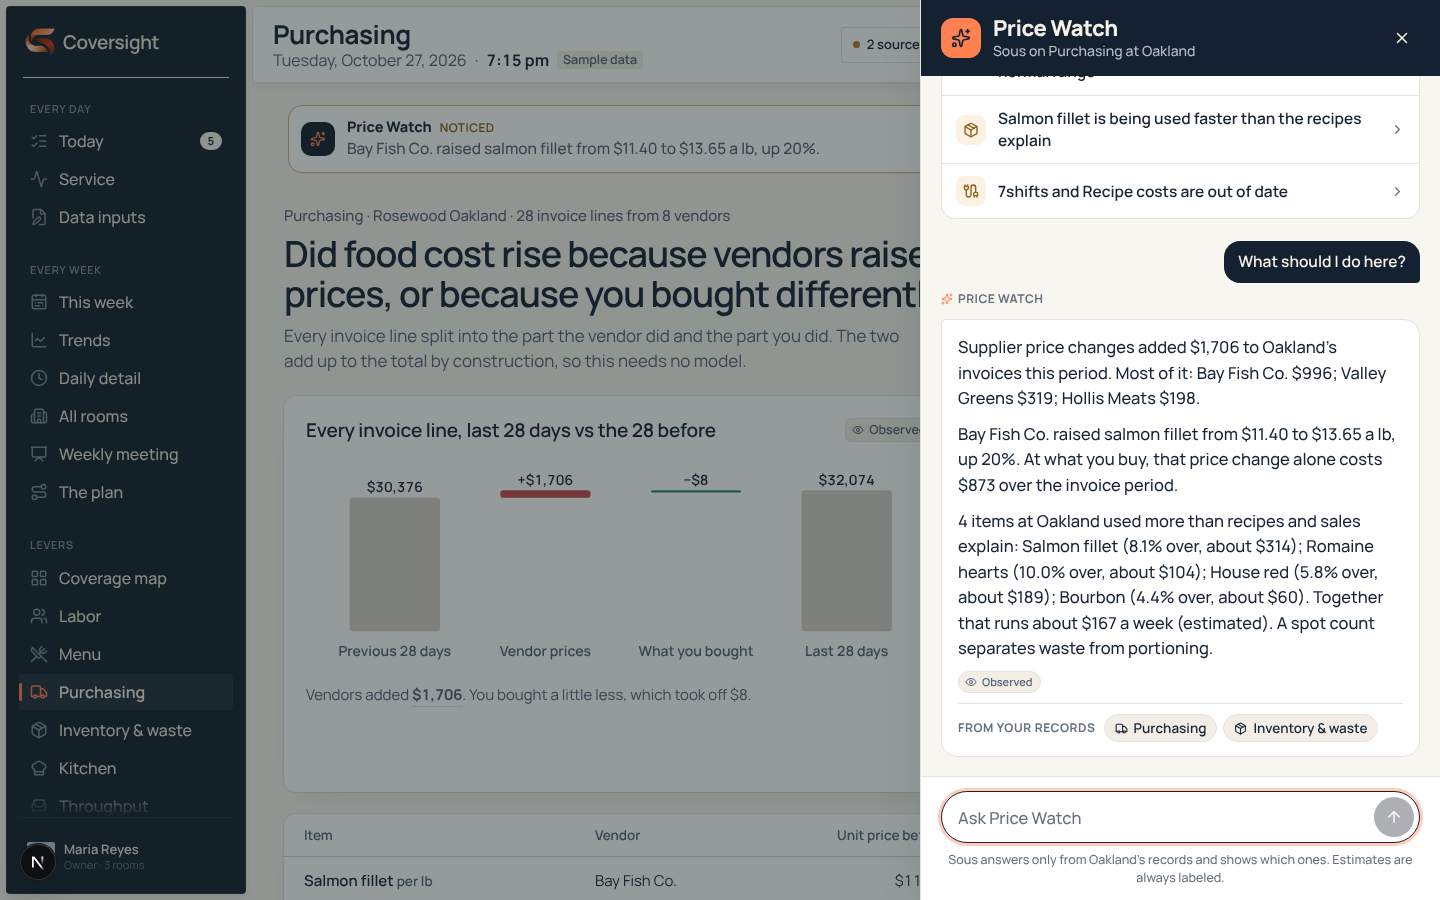 Coversight
EVERY DAY
Today
5
Service
Data inputs
EVERY WEEK
This week
Trends
Daily detail
All rooms
Weekly meeting
The plan
LEVERS
Coverage map
Labor
Menu
Purchasing
Inventory & waste
Kitchen
Throughput
N
Maria Reyes
Owner · 3 rooms
Purchasing
Tuesday, October 27, 2026 · 7:15 pm Sample data
2 source
Price Watch NOTICED
Bay Fish Co. raised salmon fillet from $11.40 to $13.65 a lb, up 20%.
Purchasing · Rosewood Oakland · 28 invoice lines from 8 vendors
Did food cost rise because vendors raise
prices, or because you bought different
Every invoice line split into the part the vendor did and the part you did. The two
add up to the total by construction, so this needs no model.
Every invoice line, last 28 days vs the 28 before
Observe
$30,376
+$1,706
−$8
$32,074
Previous 28 days
Vendor prices
What you bought
Last 28 days
Vendors added $1,706. You bought a little less, which took off $8.
Item
Vendor
Unit price be
Salmon fillet per lb
Bay Fish Co.
$11
Price Watch
Sous on Purchasing at Oakland
normal range
Salmon fillet is being used faster than the recipes
explain
7shifts and Recipe costs are out of date
What should I do here?
PRICE WATCH
Supplier price changes added $1,706 to Oakland's
invoices this period. Most of it: Bay Fish Co. $996; Valley
Greens $319; Hollis Meats $198.
Bay Fish Co. raised salmon fillet from $11.40 to $13.65 a lb,
up 20%. At what you buy, that price change alone costs
$873 over the invoice period.
4 items at Oakland used more than recipes and sales
explain: Salmon fillet (8.1% over, about $314); Romaine
hearts (10.0% over, about $104); House red (5.8% over,
about $189); Bourbon (4.4% over, about $60). Together
that runs about $167 a week (estimated). A spot count
separates waste from portioning.
Observed
FROM YOUR RECORDS
Purchasing
Inventory & waste
Ask Price Watch
Sous answers only from Oakland's records and shows which ones. Estimates are
always labeled.